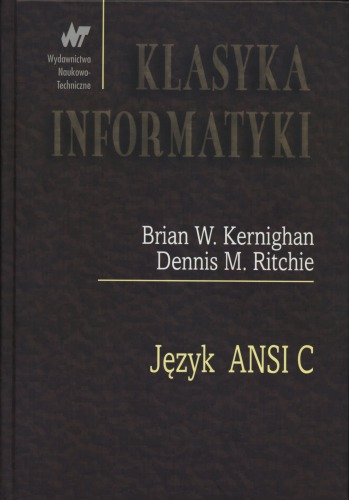 WNT
Wydawnictwa
Naukowo-
Techniczne
KLASYKA
INFORMATYKI
Brian W. Kernighan
Dennis M. Ritchie
Język ANSI C